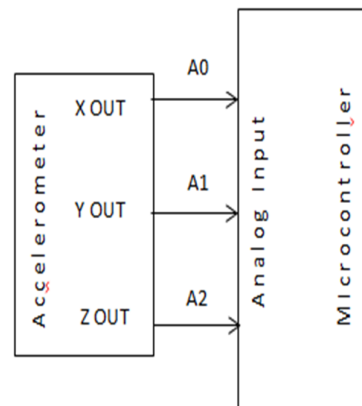 A0
X OUT
A1
Y OUT
A2
Z OUT
Accelerometer
Analog Input
Microcontroller